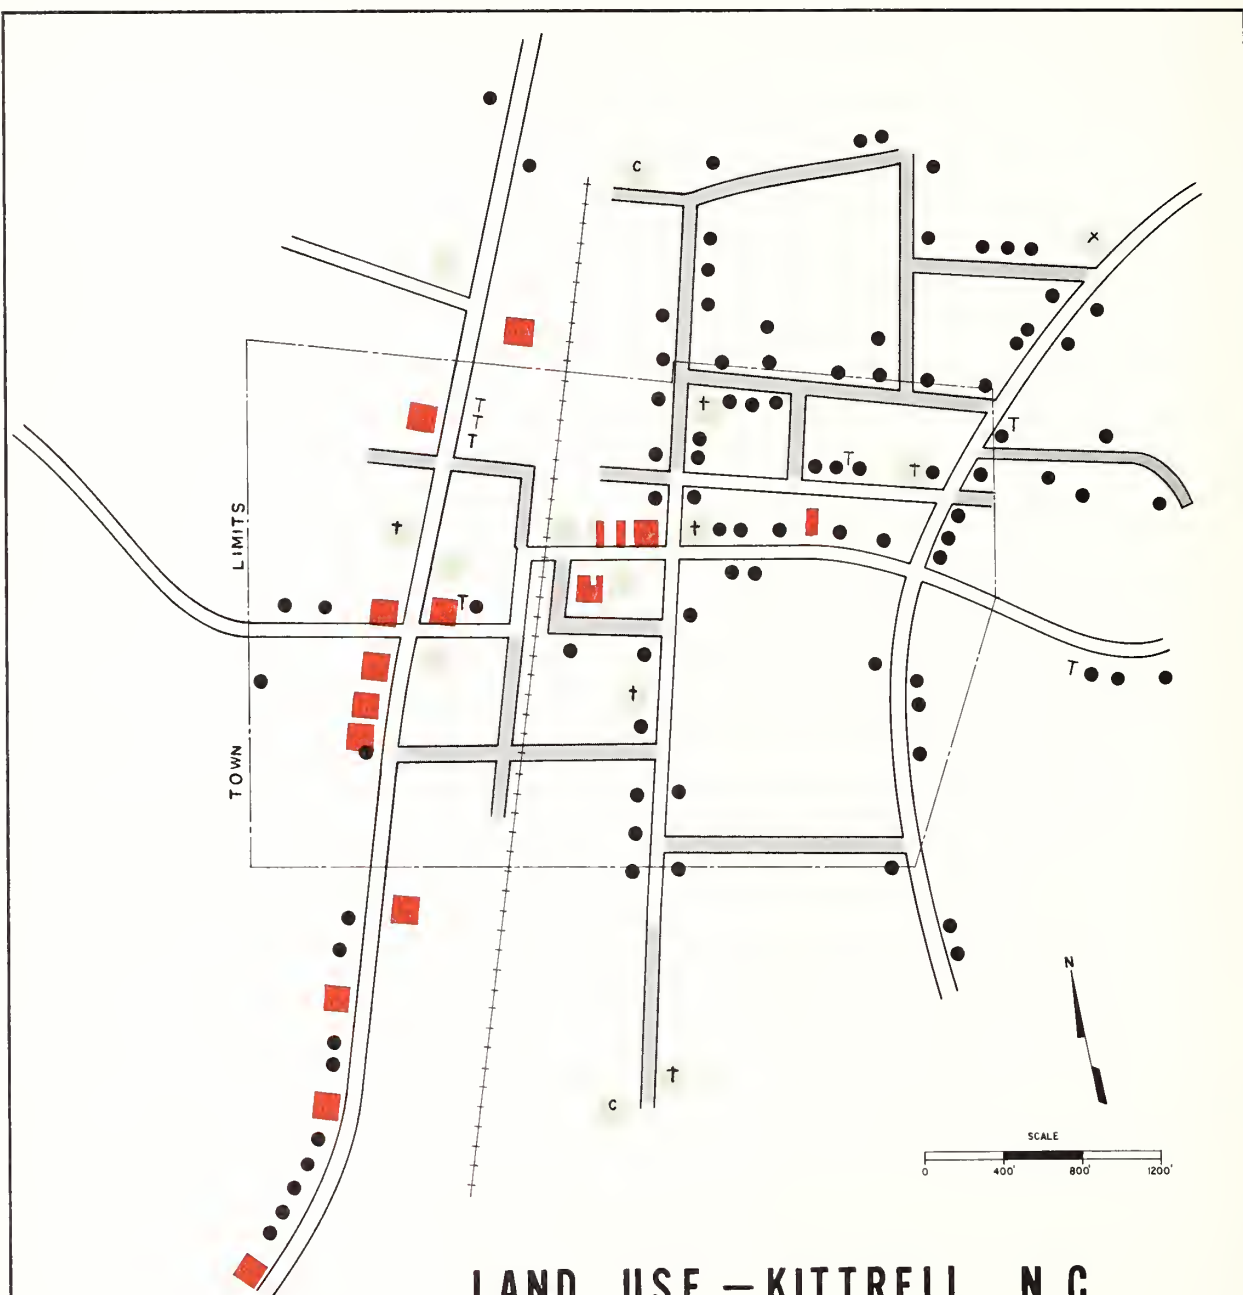 C
X
T
T
T
T
T
LIMITS
T
T
TOWN
N
C
SCALE
0 400' 800' 1200'
LAND USE — KITTRELL, N.C.